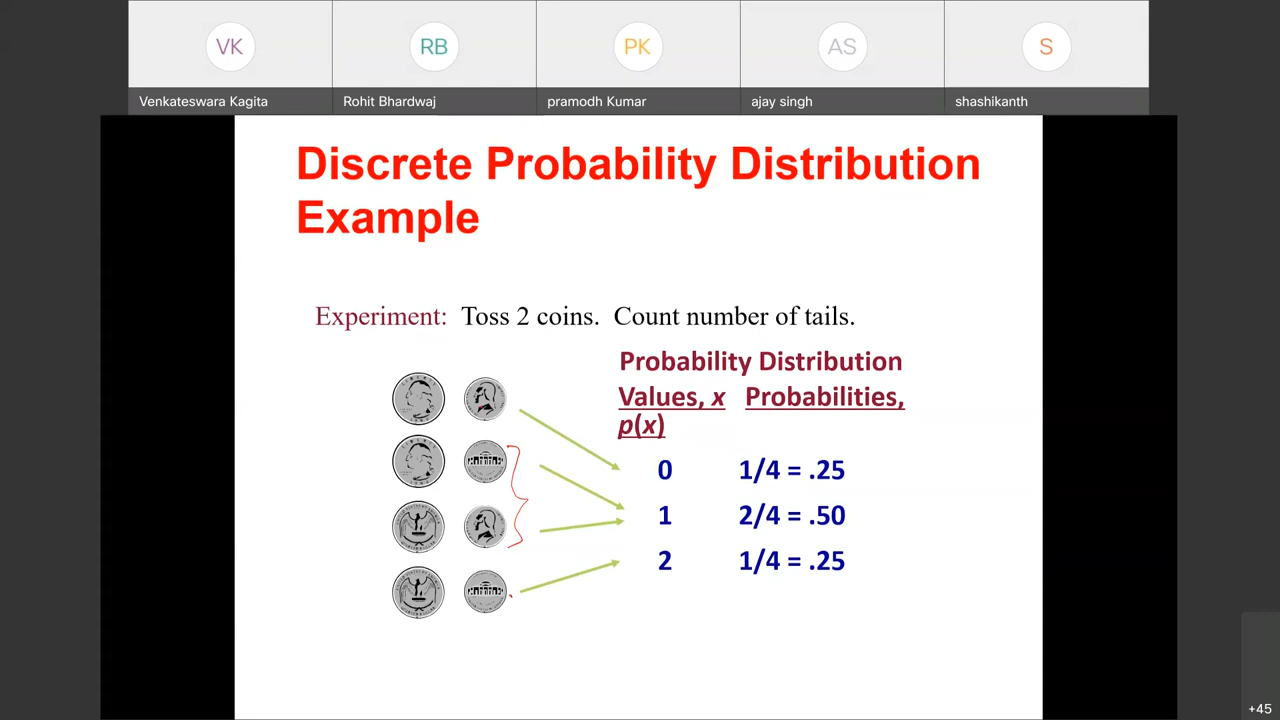 VK
RB
PK
AS
S
Venkateswara Kagita
Rohit Bhardwaj
pramodh Kumar
ajay singh
shashikanth
Discrete Probability Distribution
Example
Experiment: Toss 2 coins. Count number of tails.
Probability Distribution
Values, x Probabilities,
p(x)
0 1/4 = .25
1 2/4 = .50
2 1/4 = .25
+45